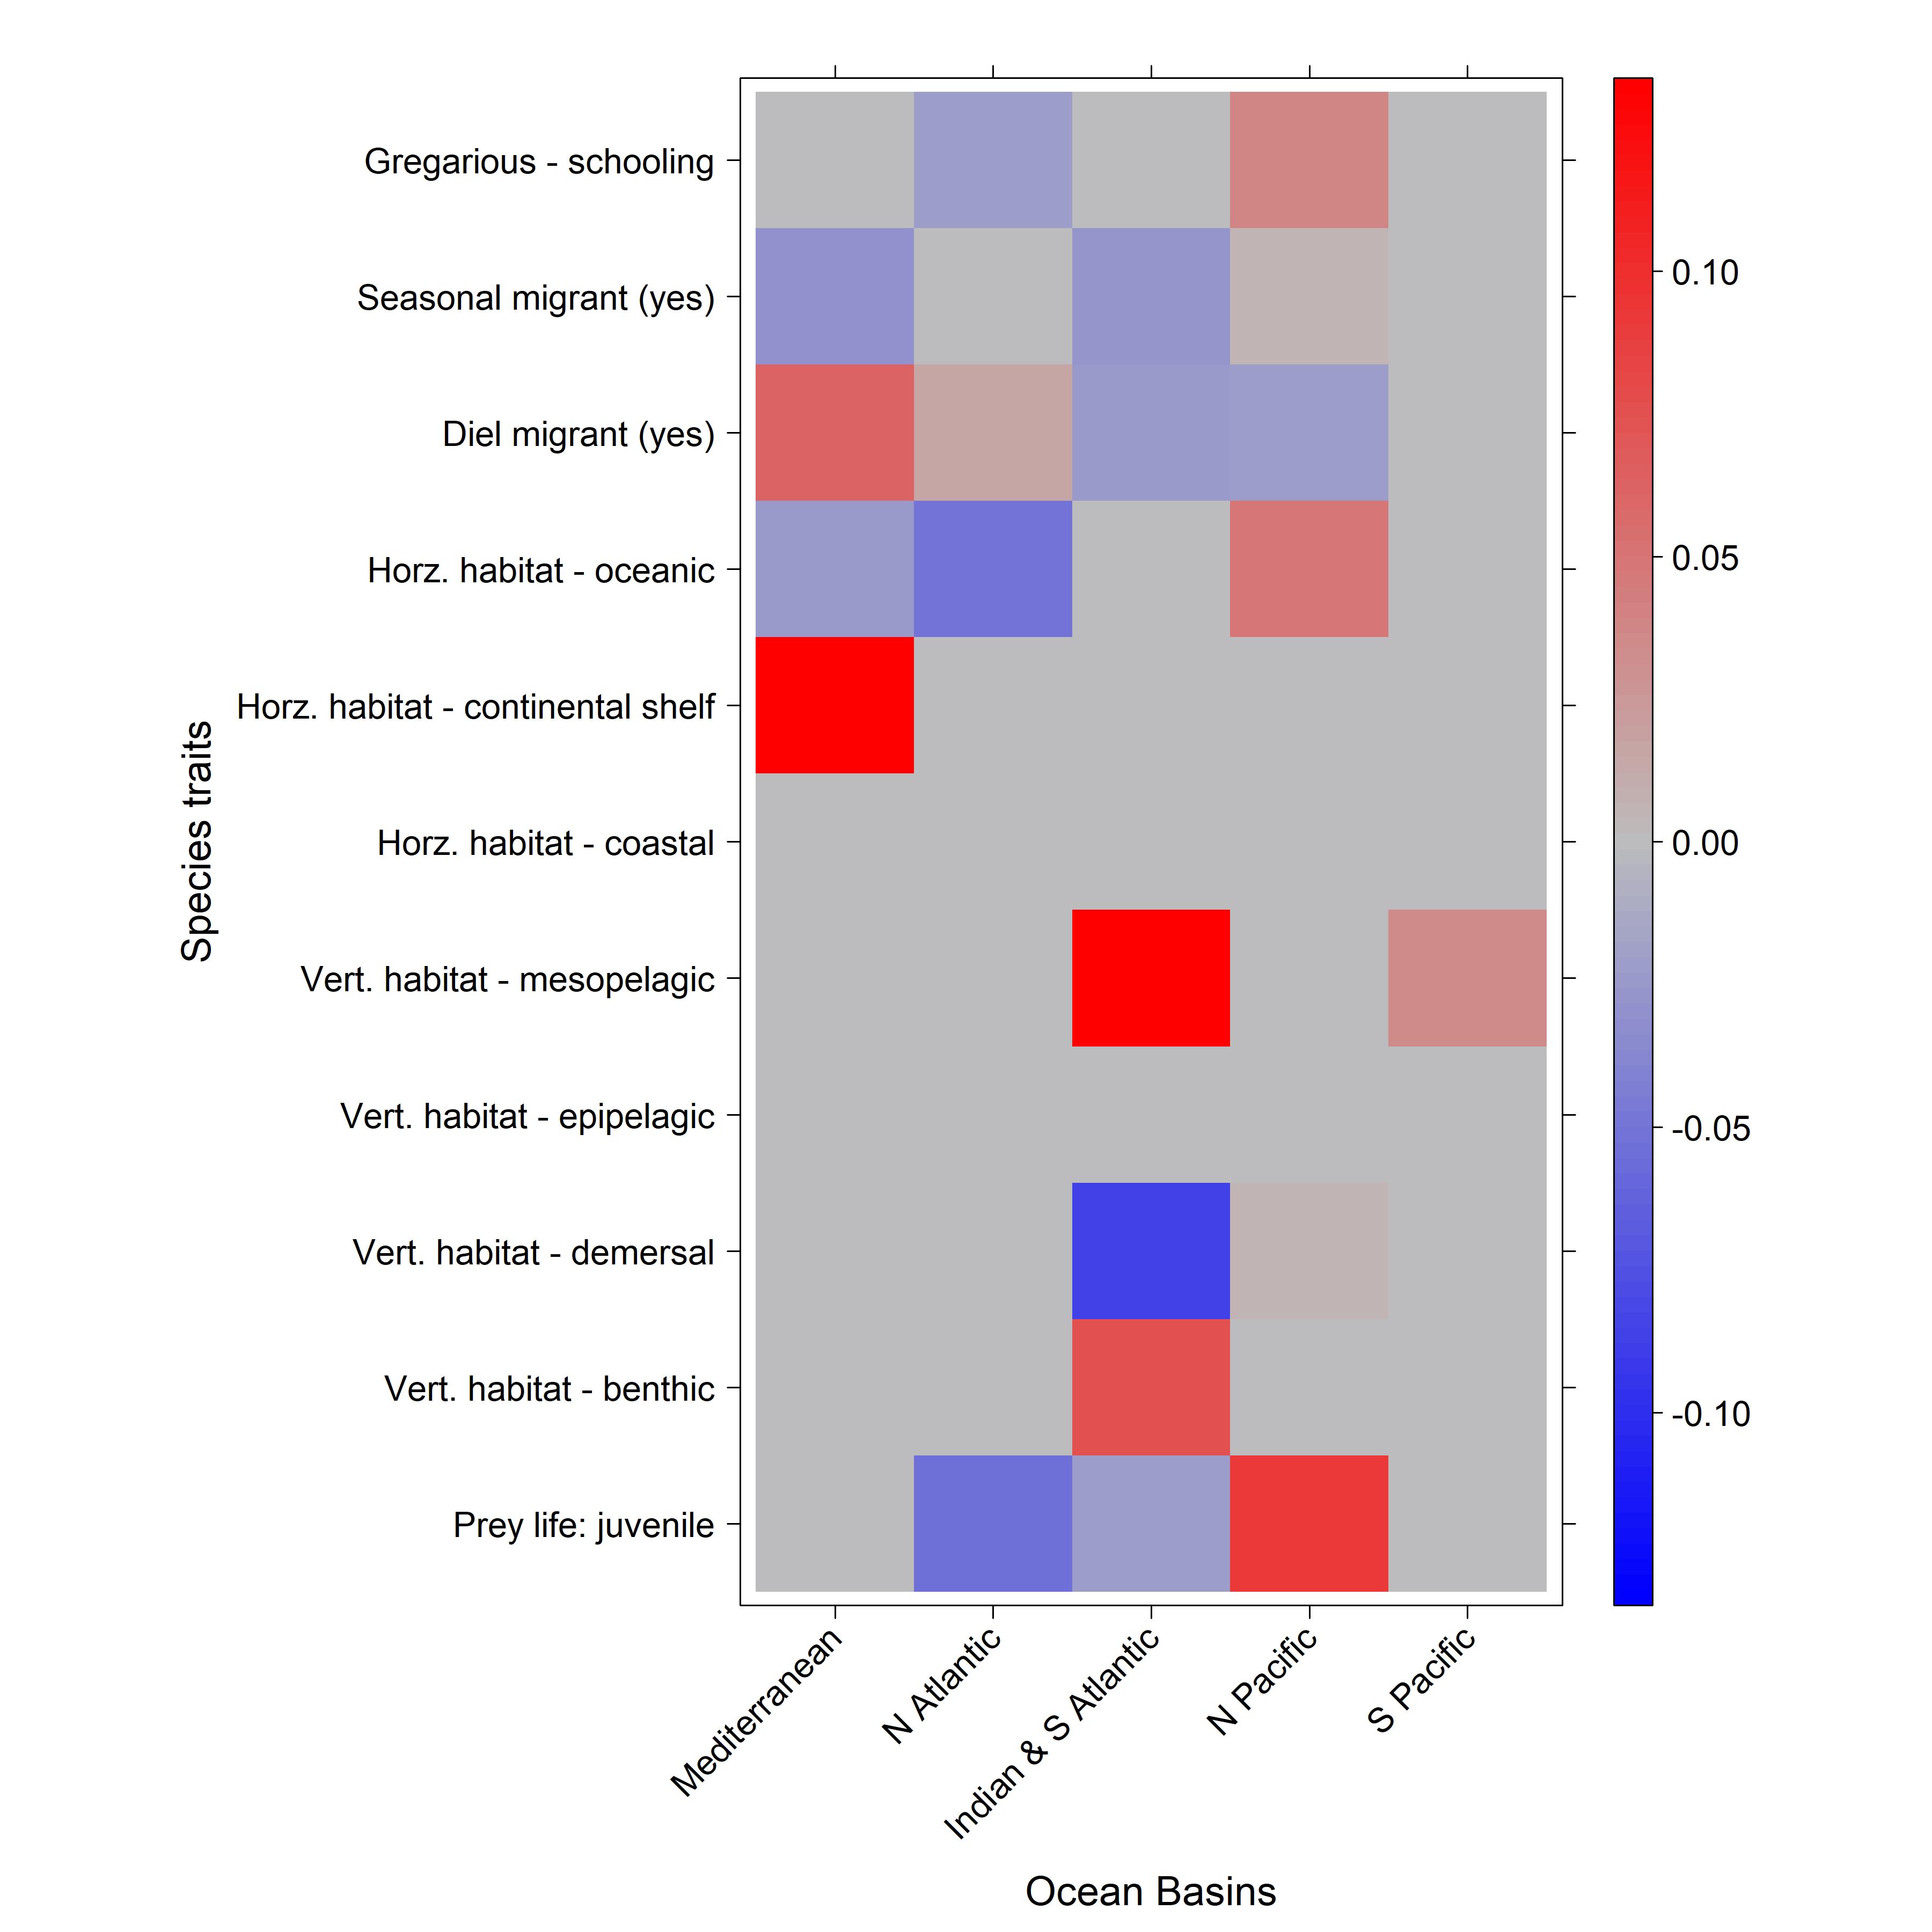 Gregarious - schooling
Seasonal migrant (yes)
Diel migrant (yes)
Horz. habitat - oceanic
Horz. habitat - continental shelf
Horz. habitat - coastal
Vert. habitat - mesopelagic
Vert. habitat - epipelagic
Vert. habitat - demersal
Vert. habitat - benthic
Prey life: juvenile
Species traits
Mediterranean
N Atlantic
Indian & S Atlantic
N Pacific
S Pacific
Ocean Basins
0.10
0.05
0.00
-0.05
-0.10